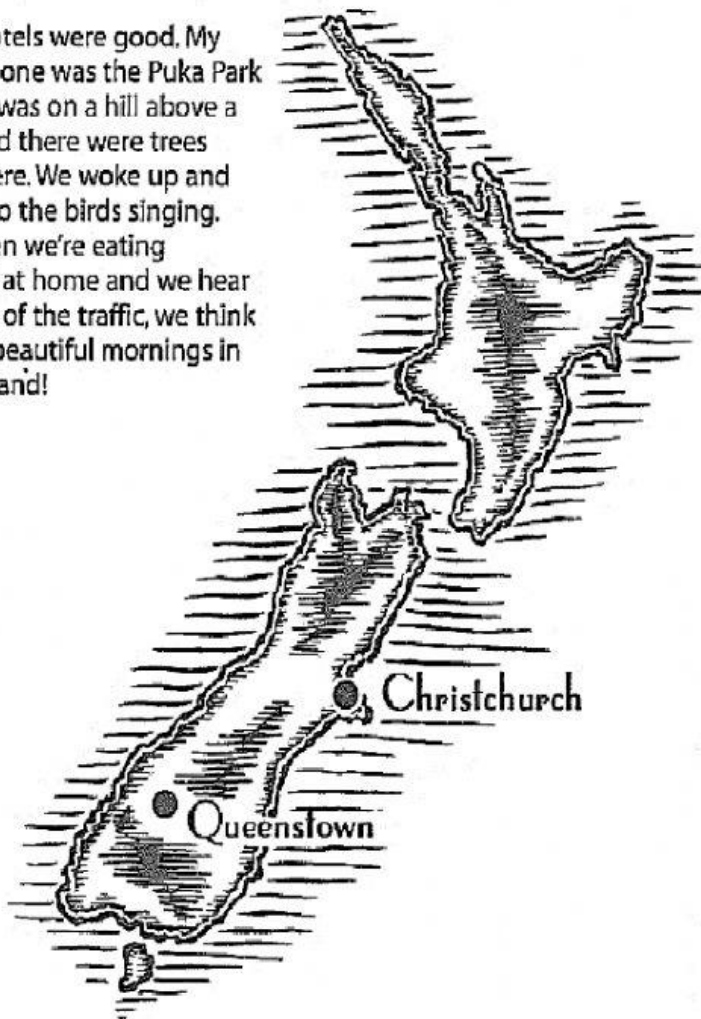 tels were good. My
one was the Puka Park
was on a hill above a
d there were trees
ere. We woke up and
o the birds singing.
en we're eating
at home and we hear
of the traffic, we think
beautiful mornings in
and!
Christchurch
Queenstown